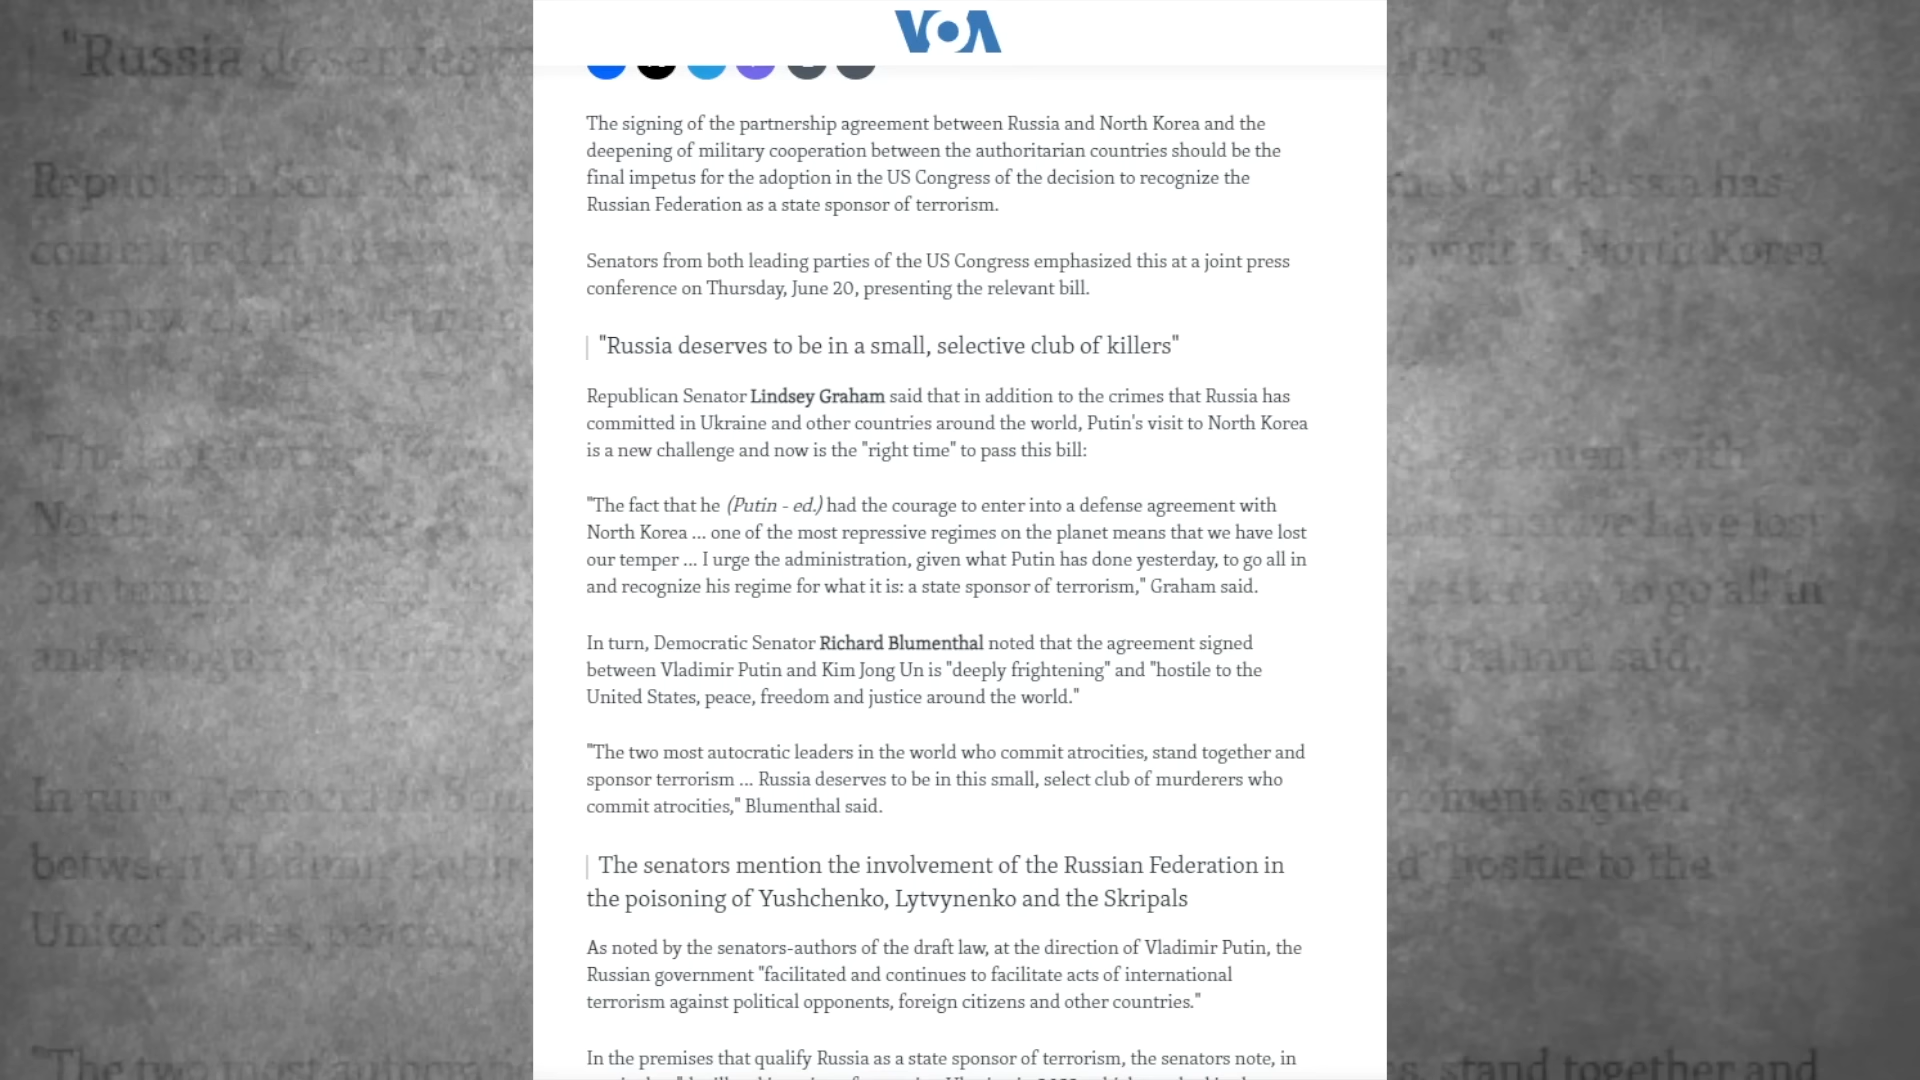 VOA
The signing of the partnership agreement between Russia and North Korea and the
deepening of military cooperation between the authoritarian countries should be the
final impetus for the adoption in the US Congress of the decision to recognize the
Russian Federation as a state sponsor of terrorism.
Senators from both leading parties of the US Congress emphasized this at a joint press
conference on Thursday, June 20, presenting the relevant bill.
"Russia deserves to be in a small, selective club of killers"
Republican Senator Lindsey Graham said that in addition to the crimes that Russia has
committed in Ukraine and other countries around the world, Putin's visit to North Korea
is a new challenge and now is the "right time" to pass this bill:
"The fact that he (Putin - ed.) had the courage to enter into a defense agreement with
North Korea ... one of the most repressive regimes on the planet means that we have lost
our temper ... I urge the administration, given what Putin has done yesterday, to go all in
and recognize his regime for what it is: a state sponsor of terrorism," Graham said.
In turn, Democratic Senator Richard Blumenthal noted that the agreement signed
between Vladimir Putin and Kim Jong Un is "deeply frightening" and "hostile to the
United States, peace, freedom and justice around the world."
"The two most autocratic leaders in the world who commit atrocities, stand together and
sponsor terrorism ... Russia deserves to be in this small, select club of murderers who
commit atrocities," Blumenthal said.
The senators mention the involvement of the Russian Federation in
the poisoning of Yushchenko, Lytvynenko and the Skripals
As noted by the senators-authors of the draft law, at the direction of Vladimir Putin, the
Russian government "facilitated and continues to facilitate acts of international
terrorism against political opponents, foreign citizens and other countries."
In the premises that qualify Russia as a state sponsor of terrorism, the senators note, in